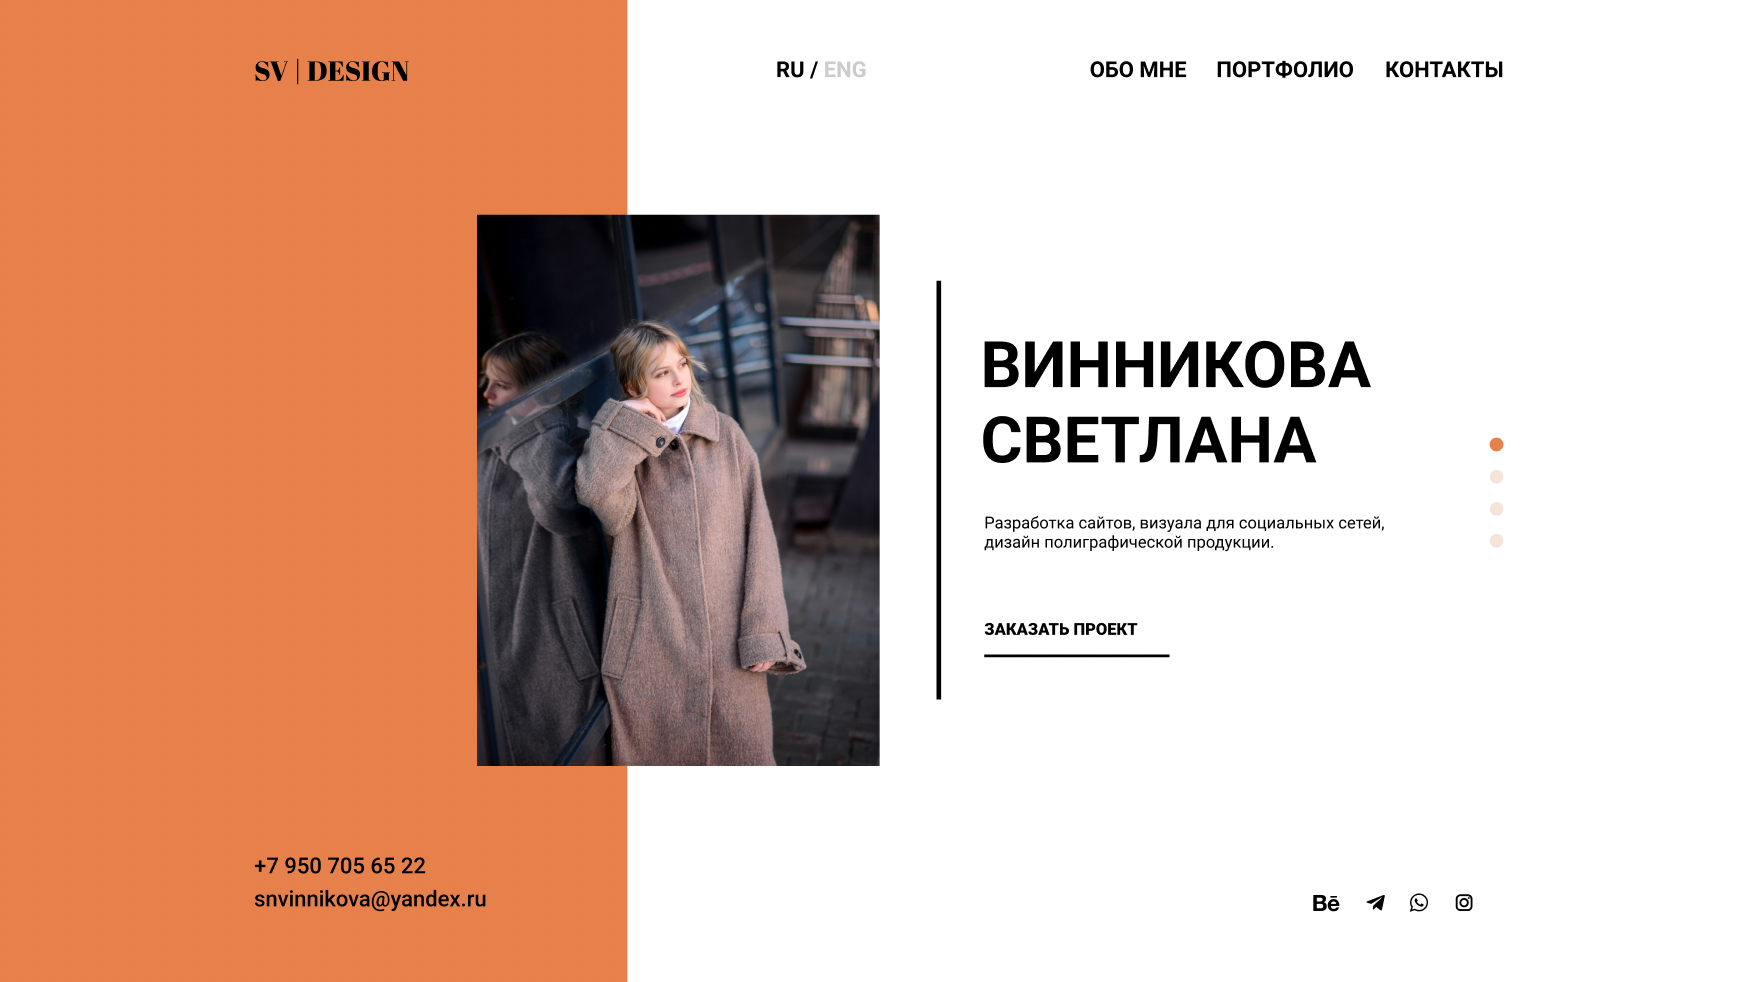 SV | DESIGN
RU / ENG
ОБО МНЕ ПОРТФОЛИО КОНТАКТЫ
ВИННИКОВА
СВЕТЛАНА
Разработка сайтов, визуала для социальных сетей,
дизайн полиграфической продукции.
ЗАКАЗАТЬ ПРОЕКТ
+7 950 705 65 22
snvinnikova@yandex.ru
Bē